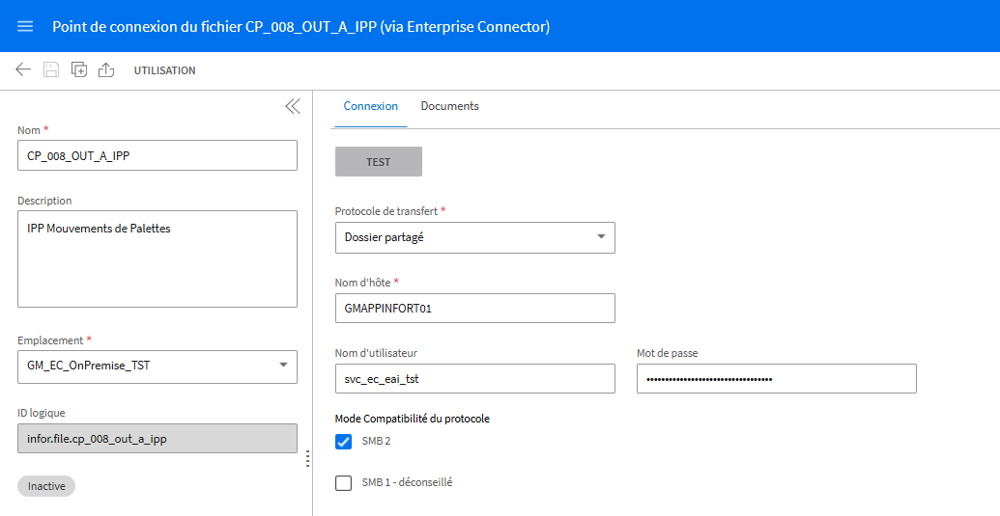 Point de connexion du fichier CP_008_OUT_A_IPP (via Enterprise Connector)
UTILISATION
Nom *
CP_008_OUT_A_IPP
Description
IPP Mouvements de Palettes
Emplacement *
GM_EC_OnPremise_TST
ID logique
infor.file.cp_008_out_a_ipp
Inactive
Connexion Documents
TEST
Protocole de transfert *
Dossier partagé
Nom d'hôte *
GMAPPINFORT01
Nom d'utilisateur Mot de passe
svc_ec_eai_tst
Mode Compatibilité du protocole
SMB 2
SMB 1 - déconseillé